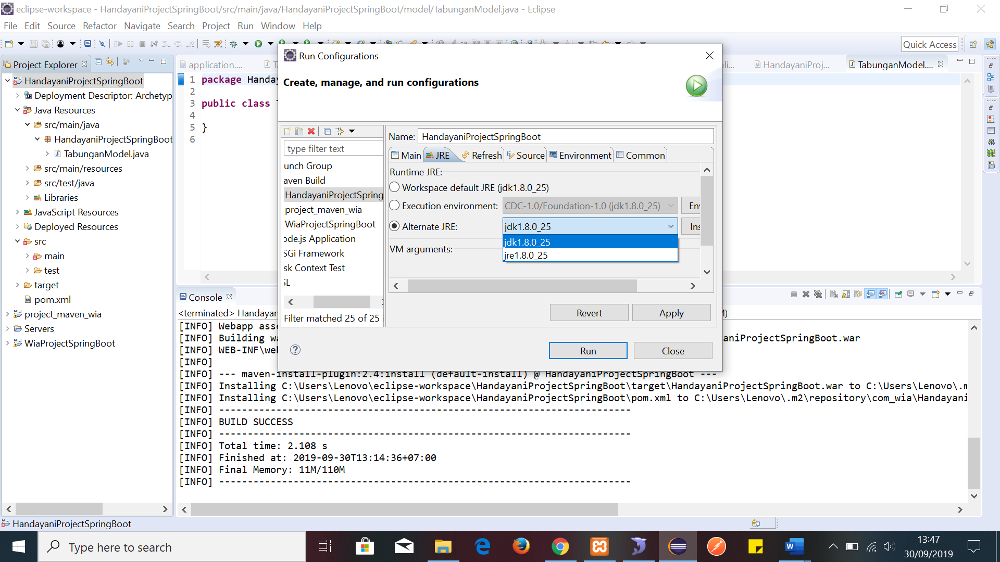 eclipse-workspace - HandayaniProjectSpringBoot/src/main/java/HandayaniProjectSpringBoot/model/TabunganModel.java - Eclipse
File Edit Source Refactor Navigate Search Project Run Window Help
Quick Access
Project Explorer
HandayaniProjectSpringBoot
Deployment Descriptor: Archetyp
Java Resources
src/main/java
HandayaniProjectSpringBoot
TabunganModel.java
src/main/resources
src/test/java
Libraries
JavaScript Resources
Deployed Resources
src
main
test
target
pom.xml
project_maven_wia
Servers
WiaProjectSpringBoot
application....
HandayaniProj...
TabunganModel....
1 package Handay
2
3 public class
4
5 }
6
Run Configurations
Create, manage, and run configurations
type filter text
unch Group
aven Build
HandayaniProjectSpring
project_maven_wia
WiaProjectSpringBoot
ode.js Application
SGi Framework
sk Context Test
SL
Filter matched 25 of 25 i
Name: HandayaniProjectSpringBoot
Main JRE Refresh Source Environment Common
Runtime JRE:
Workspace default JRE (jdk1.8.0_25)
Execution environment: CDC-1.0/Foundation-1.0 (jdk1.8.0_25) En
Alternate JRE: jdk1.8.0_25 Ins
jdk1.8.0_25
jre1.8.0_25
VM arguments:
Revert Apply
Run Close
Console
<terminated> Handayan
[INFO] Webapp asse
[INFO] Building wa aniProjectSpringBoot.war
[INFO] WEB-INF\web
[INFO]
[INFO] --- maven-install-plugin:2.4:install (default-install) @ HandayaniProjectSpringBoot ---
[INFO] Installing C:\Users\Lenovo\eclipse-workspace\HandayaniProjectSpringBoot\target\HandayaniProjectSpringBoot.war to C:\Users\Lenovo\.m
[INFO] Installing C:\Users\Lenovo\eclipse-workspace\HandayaniProjectSpringBoot\pom.xml to C:\Users\Lenovo\.m2\repository\com_wia\Handayani
[INFO] ------------------------------------------------------------------------
[INFO] BUILD SUCCESS
[INFO] ------------------------------------------------------------------------
[INFO] Total time: 2.108 s
[INFO] Finished at: 2019-09-30T13:14:36+07:00
[INFO] Final Memory: 11M/110M
[INFO] ------------------------------------------------------------------------
HandayaniProjectSpringBoot
Type here to search
13:47
30/09/2019